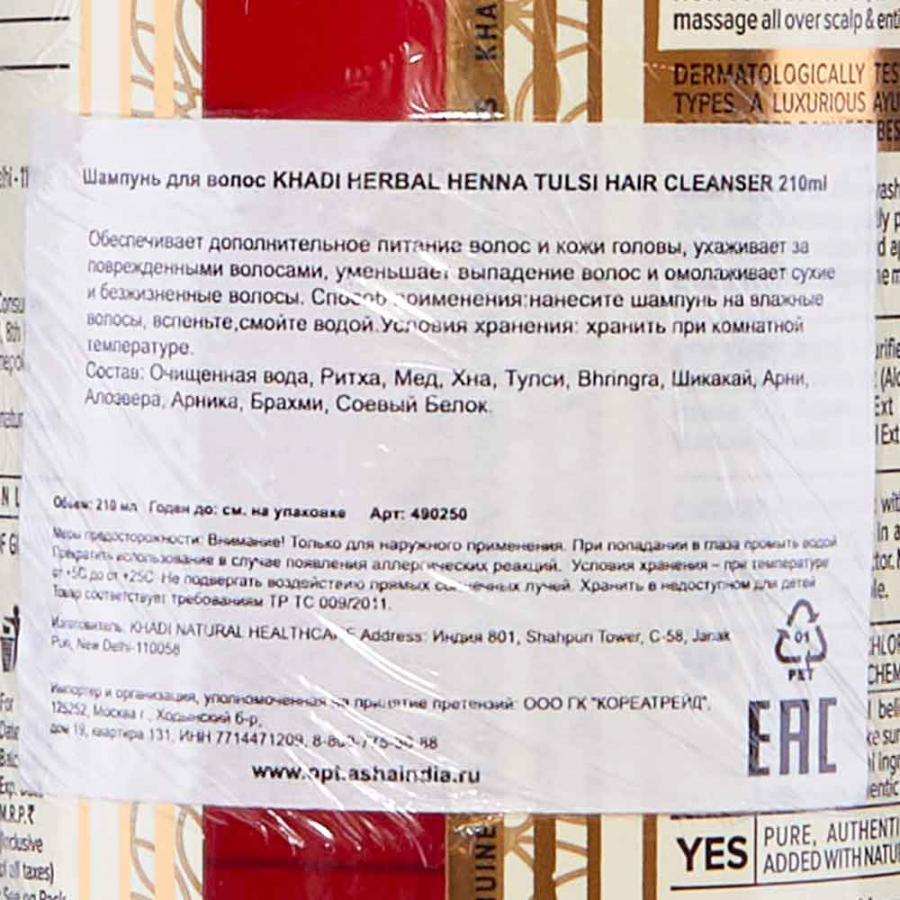 massage all over scalp & enti
DERMATOLOGICALLY TES
TYPES. A LUXURIOUS AYU
KHA
Шампунь для волос KHADI HERBAL HENNA TULSI HAIR CLEANSER 210ml
Обеспечивает дополнительное питание волос и кожи головы, ухаживает за
поврежденными волосами, уменьшает выпадение волос и омолаживает сухие
и безжизненные волосы. Способ применения:нанесите шампунь на влажные
волосы, вспеньте,смойте водой.Условия хранения: хранить при комнатной
температуре.
Состав: Очищенная вода, Ритха, Мед, Хна, Тулси, Bhringra, Шикакай, Арни,
Алоэвера, Арника, Брахми, Соевый Белок.
Объем: 210 мл Годен до: см. на упаковке Арт: 490250
Меры предосторожности: Внимание! Только для наружного применения. При попадании в глаза промыть водой
Прекратить использование в случае появления аллергических реакций. Условия хранения – при температуре
от +5С до от +25С Не подвергать воздействию прямых солнечных лучей. Хранить в недоступном для детей
Товар соответствует требованиям ТР ТС 009/2011.
Изготовитель: KHADI NATURAL HEALTHCARE Address: Индия 801, Shahpuri Tower, C-58, Janak
Puri, New Delhi-110058
Импортер и организация, уполномоченная на принятие претензий: ООО ГК "КОРЕАТРЕЙД",
125252, Москва г., Ходынский б-р,
дом 19, квартира 131, ИНН 7714471209,
www.opt.ashaindia.ru
01
PET
EAC
M.R.P.₹
YES
PURE, AUTHENTI
ADDED WITH NATU